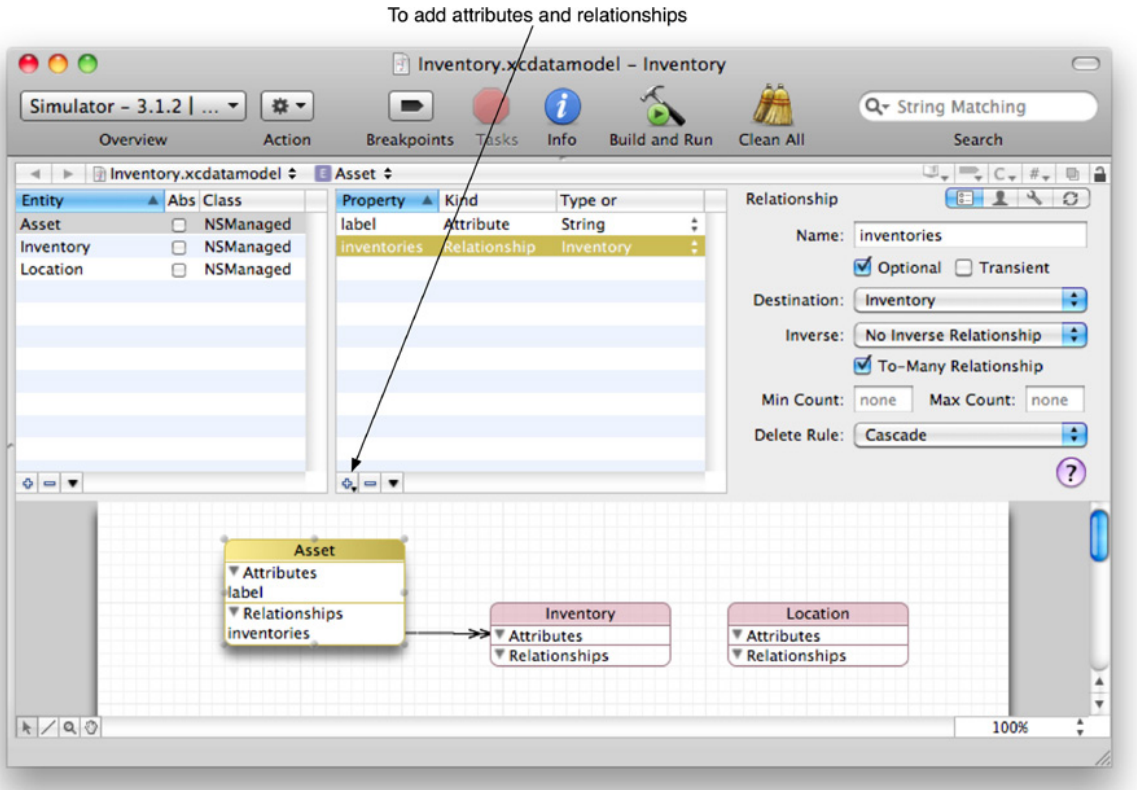 To add attributes and relationships
Inventory.xcdatamodel – Inventory
Simulator – 3.1.2 | ...
Overview Action Breakpoints Tasks Info Build and Run Clean All Search
String Matching
Inventory.xcdatamodel E Asset C #
Entity Abs Class
Asset NSManaged
Inventory NSManaged
Location NSManaged
Property Kind Type or
label Attribute String
inventories Relationship Inventory
Relationship
Name: inventories
Optional Transient
Destination: Inventory
Inverse: No Inverse Relationship
To-Many Relationship
Min Count: none Max Count: none
Delete Rule: Cascade
?
Asset
Attributes
label
Relationships
inventories
Inventory
Attributes
Relationships
Location
Attributes
Relationships
100%